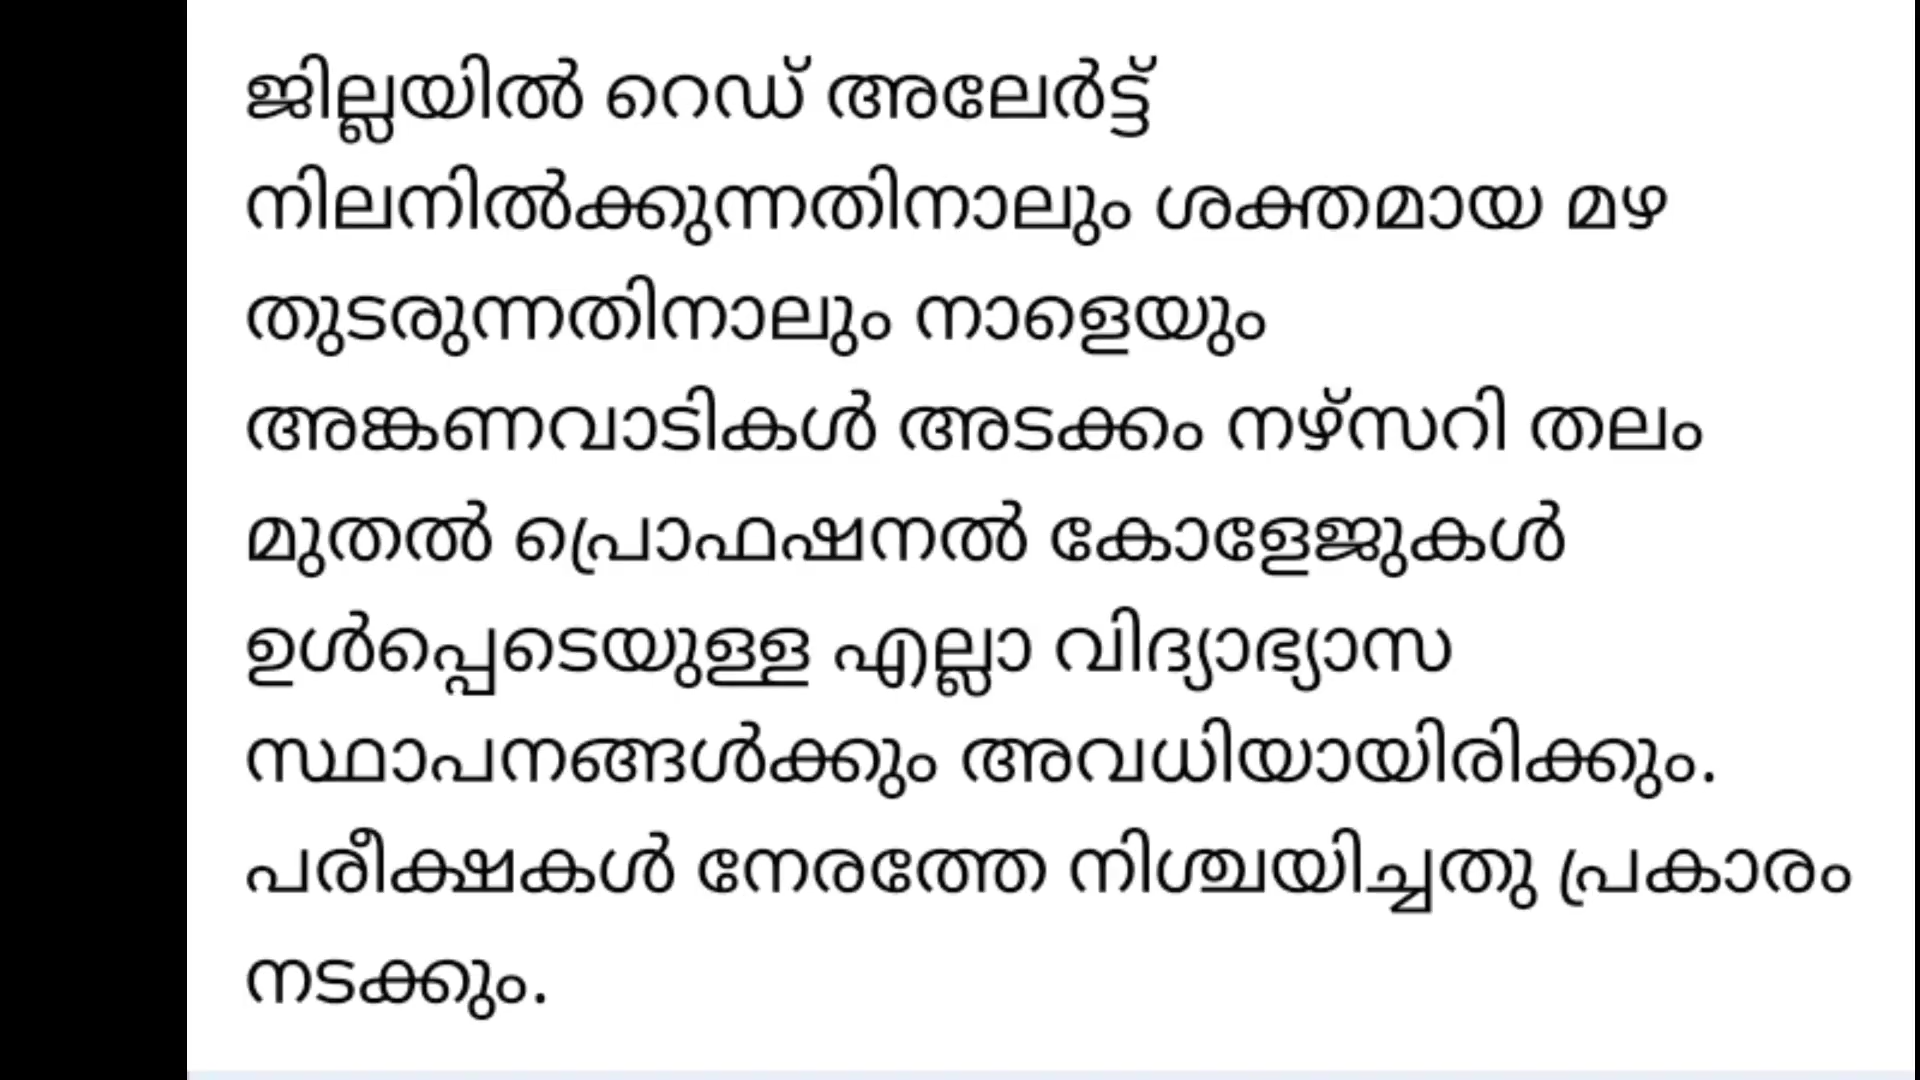 ജില്ലയിൽ റെഡ് അലേർട്ട്
നിലനിൽക്കുന്നതിനാലും ശക്തമായ മഴ
തുടരുന്നതിനാലും നാളെയും
അങ്കണവാടികൾ അടക്കം നഴ്സറി തലം
മുതൽ പ്രൊഫഷനൽ കോളേജുകൾ
ഉൾപ്പെടെയുള്ള എല്ലാ വിദ്യാഭ്യാസ
സ്ഥാപനങ്ങൾക്കും അവധിയായിരിക്കും.
പരീക്ഷകൾ നേരത്തേ നിശ്ചയിച്ചതു പ്രകാരം
നടക്കും.